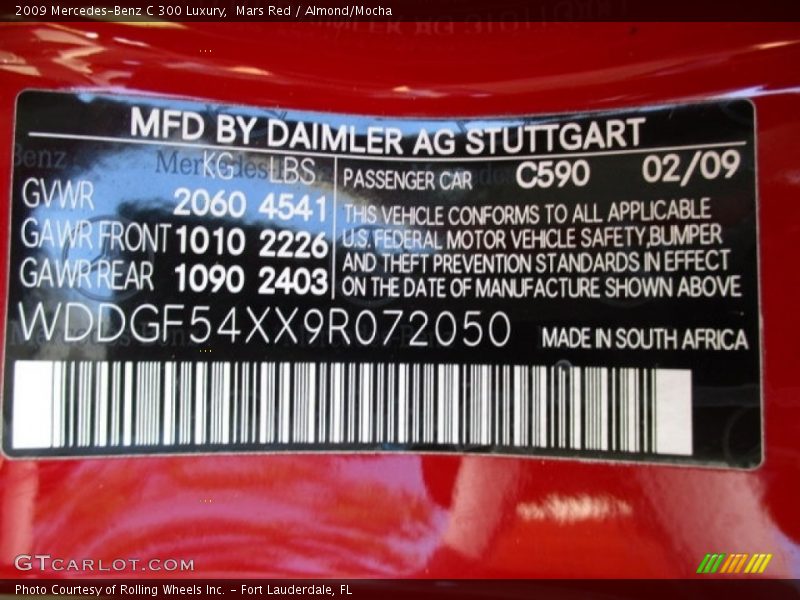 2009 Mercedes-Benz C 300 Luxury,  Mars Red / Almond/Mocha
MFD BY DAIMLER AG STUTTGART
KG LBS
GVWR 2060 4541
GAWR FRONT 1010 2226
GAWR REAR 1090 2403
PASSENGER CAR C590 02/09
THIS VEHICLE CONFORMS TO ALL APPLICABLE
U.S. FEDERAL MOTOR VEHICLE SAFETY, BUMPER
AND THEFT PREVENTION STANDARDS IN EFFECT
ON THE DATE OF MANUFACTURE SHOWN ABOVE
WDDGF54XX9R072050 MADE IN SOUTH AFRICA
GTCARLOT.COM
Photo Courtesy of Rolling Wheels Inc. - Fort Lauderdale, FL